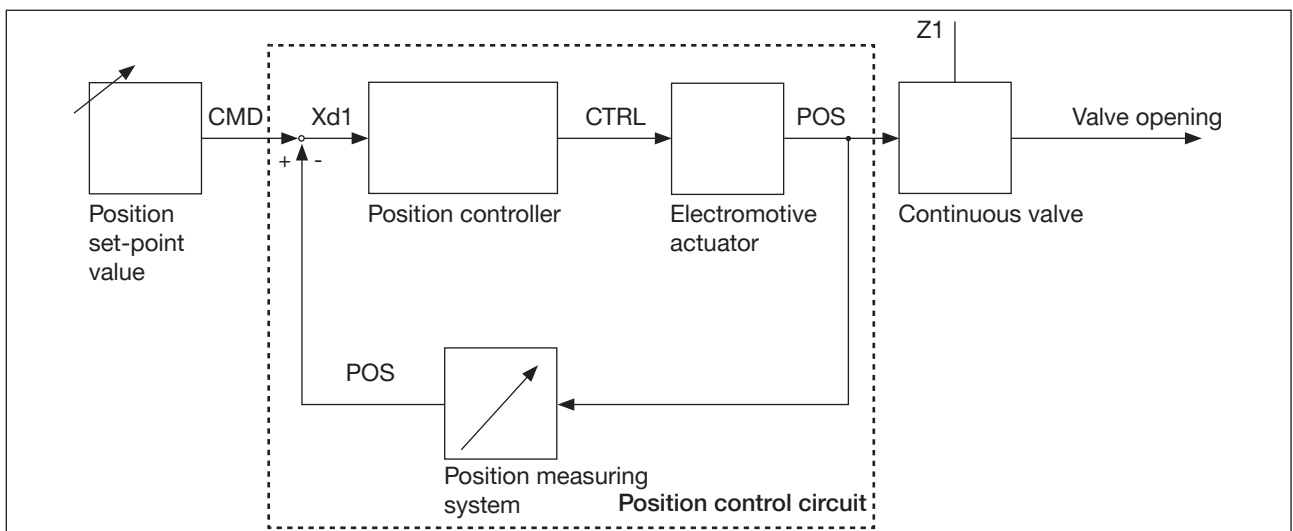 Z1
CMD
Xd1
CTRL
POS
Valve opening
+ -
Position
set-point
value
Position controller
Electromotive
actuator
Continuous valve
POS
Position measuring
system
Position control circuit